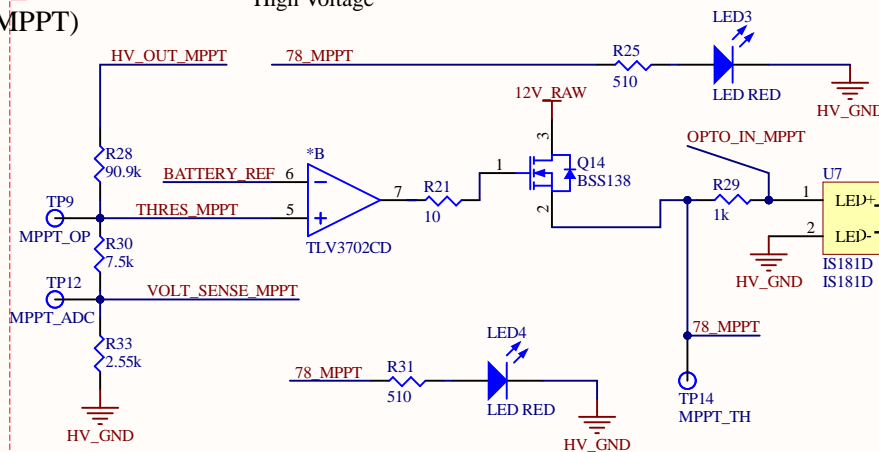 High Voltage
MPPT)
HV_OUT_MPPT
78_MPPT
R25
510
LED3
LED RED
HV_GND
12V_RAW
3
Q14
BSS138
1
2
OPTO_IN_MPPT
R28
90.9k
BATTERY_REF
6
*B
7
R21
10
TP9
MPPT_OP
THRES_MPPT
5
TLV3702CD
R29
1k
U7
1
LED+
2
LED-
HV_GND
IS181D
IS181D
R30
7.5k
TP12
MPPT_ADC
VOLT_SENSE_MPPT
R33
2.55k
HV_GND
78_MPPT
R31
510
LED4
LED RED
HV_GND
78_MPPT
TP14
MPPT_TH